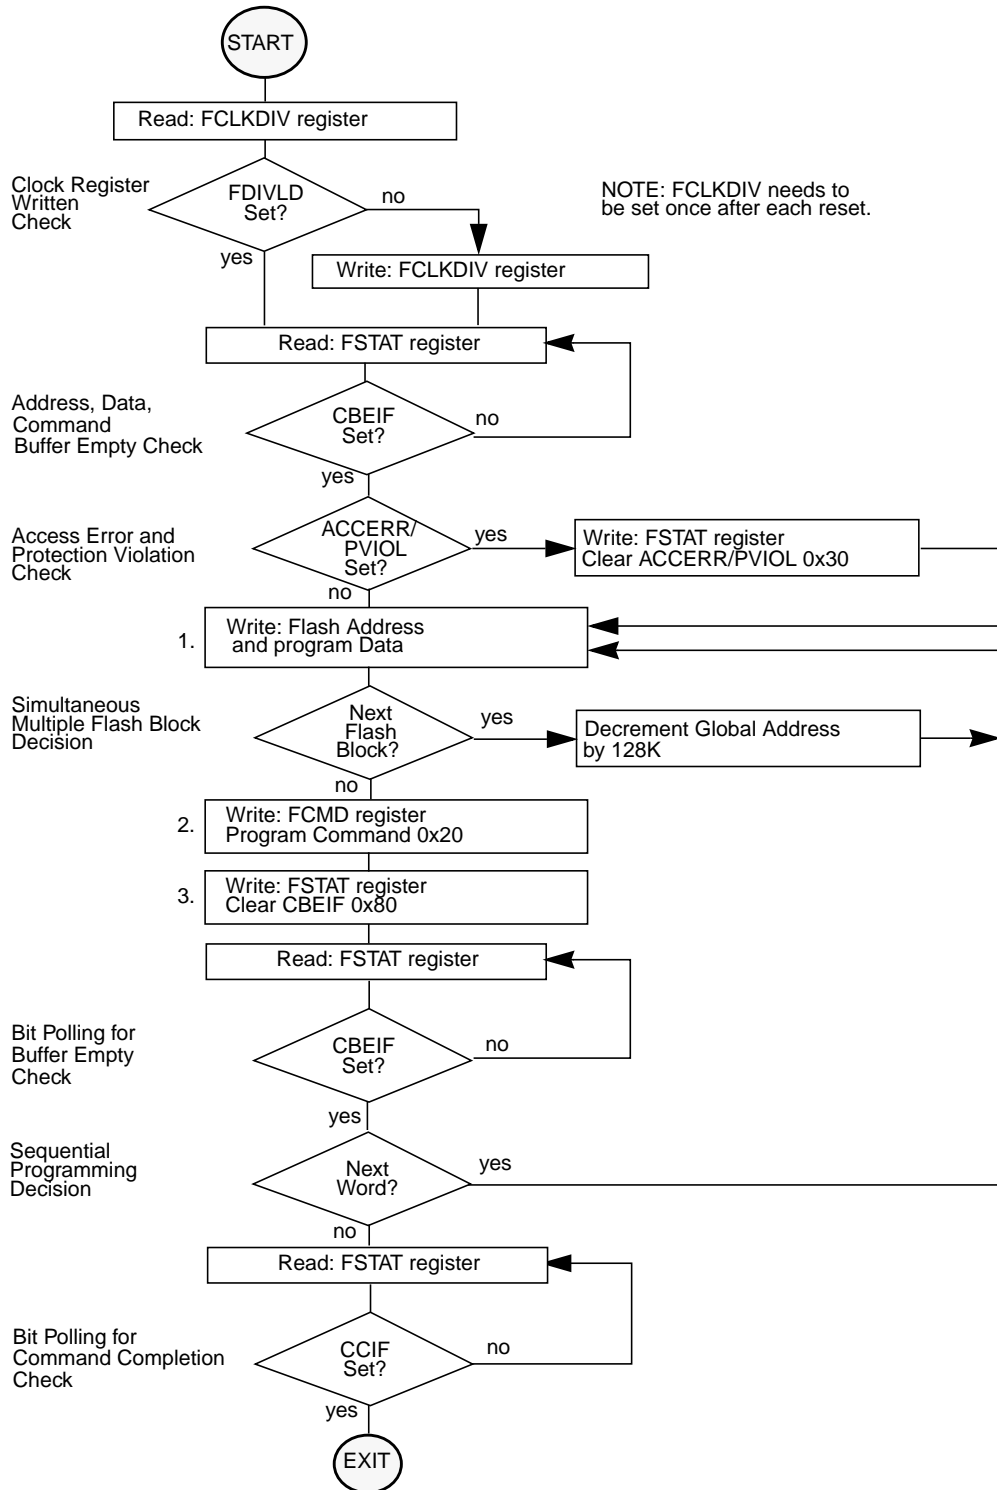 START
Read: FCLKDIV register
Clock Register
Written
Check
FDIVLD
Set?
no
NOTE: FCLKDIV needs to
be set once after each reset.
yes
Write: FCLKDIV register
Read: FSTAT register
Address, Data,
Command
Buffer Empty Check
CBEIF
Set?
no
yes
Access Error and
Protection Violation
Check
ACCERR/
PVIOL
Set?
yes
Write: FSTAT register
Clear ACCERR/PVIOL 0x30
no
1.
Write: Flash Address
and program Data
Simultaneous
Multiple Flash Block
Decision
Next
Flash
Block?
yes
Decrement Global Address
by 128K
no
2.
Write: FCMD register
Program Command 0x20
3.
Write: FSTAT register
Clear CBEIF 0x80
Read: FSTAT register
Bit Polling for
Buffer Empty
Check
CBEIF
Set?
no
yes
Sequential
Programming
Decision
Next
Word?
yes
no
Read: FSTAT register
Bit Polling for
Command Completion
Check
CCIF
Set?
no
yes
EXIT